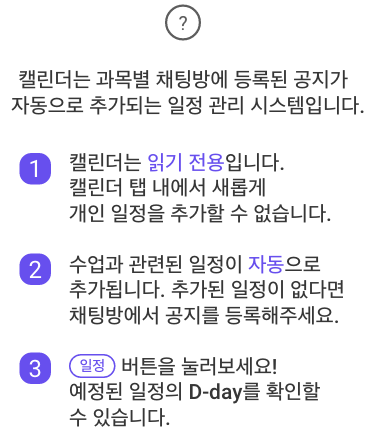 ?
캘린더는 과목별 채팅방에 등록된 공지가
자동으로 추가되는 일정 관리 시스템입니다.
1 캘린더는 읽기 전용입니다.
캘린더 탭 내에서 새롭게
개인 일정을 추가할 수 없습니다.
2 수업과 관련된 일정이 자동으로
추가됩니다. 추가된 일정이 없다면
채팅방에서 공지를 등록해주세요.
3 일정 버튼을 눌러보세요!
예정된 일정의 D-day를 확인할
수 있습니다.